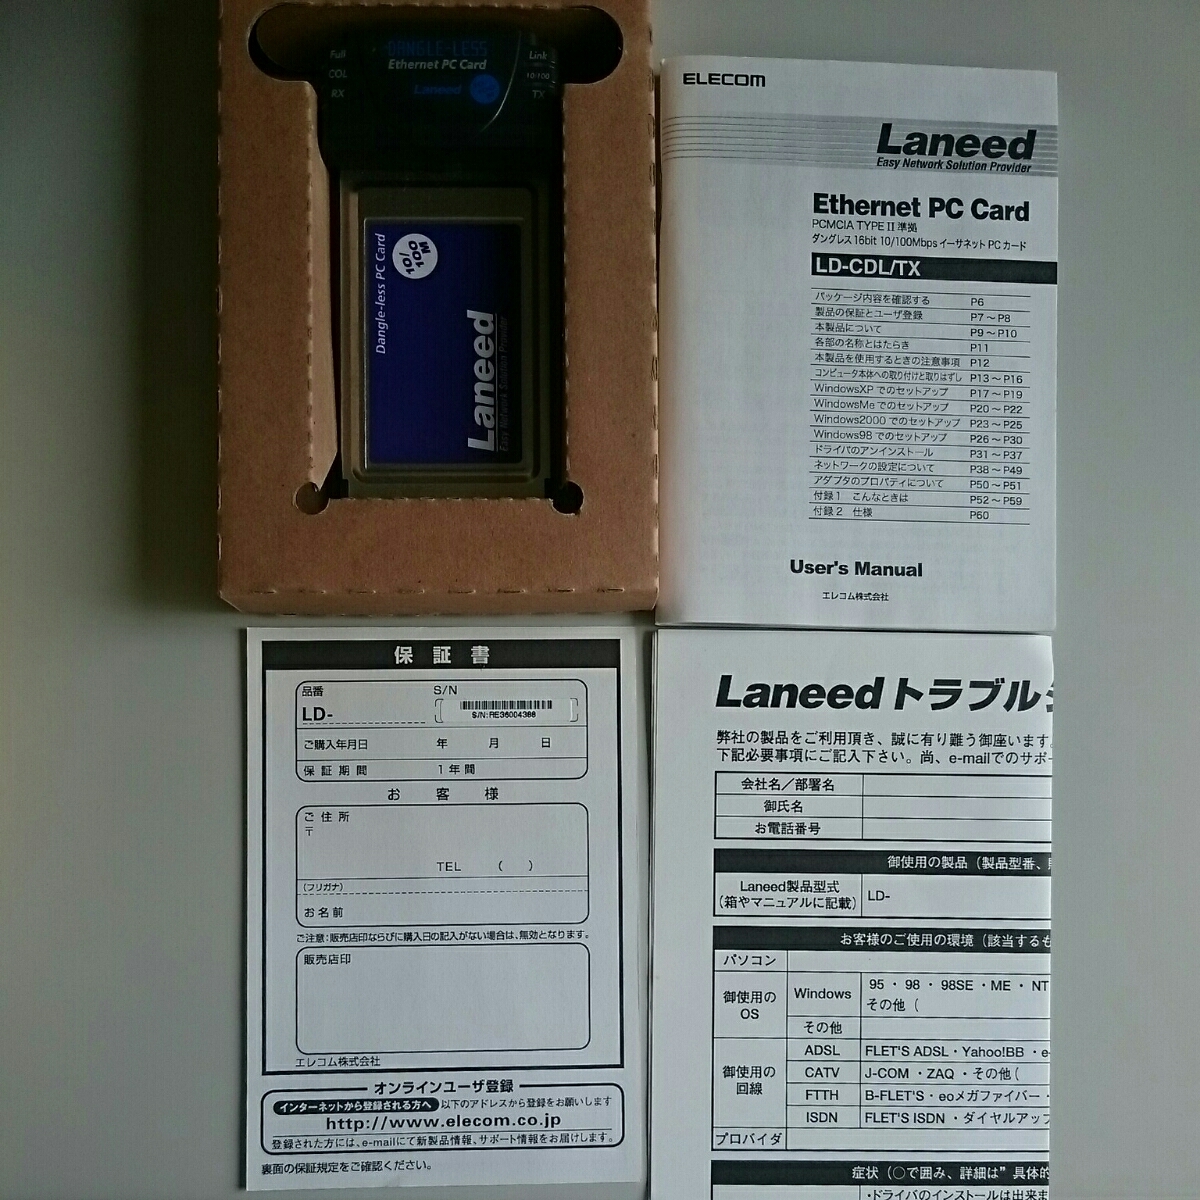 DANGLE-LESS
Ethernet PC Card
Laneed
Full
COL
RX
Link
10-100
TX
Dangle-less PC Card
Laneed
Easy Network Solution Provider
ELECOM
Laneed
Easy Network Solution Provider
Ethernet PC Card
PCMCIA TYPE II 準拠
ダングレス 16bit 10/100Mbps イーサネット PC カード
LD-CDL/TX
パッケージ内容を確認する P6
製品の保証とユーザ登録 P7～P8
本製品について P9～P10
各部の名称とはたらき P11
本製品を使用するときの注意事項 P12
コンピュータ本体への取り付けと取りはずし P13～P16
WindowsXP でのセットアップ P17～P19
WindowsMe でのセットアップ P20～P22
Windows2000 でのセットアップ P23～P25
Windows98 でのセットアップ P26～P30
ドライバのアンインストール P31～P37
ネットワークの設定について P38～P49
アダプタのプロパティについて P50～P51
付録1 こんなときは P52～P59
付録2 仕様 P60
User's Manual
エレコム株式会社
保証書
品番 S/N
LD-
S/N:RE36004386
ご購入年月日 年 月 日
保証期間 1年間
お客様
ご住所
〒
TEL ( )
(フリガナ)
お名前
ご注意:販売店印ならびに購入日の記入がない場合は、無効となります。
販売店印
エレコム株式会社
オンラインユーザ登録
インターネットから登録される方へ 以下のアドレスから登録をお願いします
http://www.elecom.co.jp
登録された方には、e-mailにて新製品情報、サポート情報をお届けします。
裏面の保証規定をご確認ください。
Laneed トラブル
弊社の製品をご利用頂き、誠に有り難う御座います。
下記必要事項にご記入下さい。尚、e-mailでのサポー
会社名／部署名
御氏名
お電話番号
御使用の製品（製品型番、
Laneed製品型式
(箱やマニュアルに記載) LD-
お客様のご使用の環境（該当するも
パソコン
御使用のOS
Windows 95・98・98SE・ME・NT
その他（
その他
御使用の回線
ADSL FLET'S ADSL・Yahoo!BB・e-
CATV J-COM・ZAQ・その他（
FTTH B-FLET'S・eoメガファイバー・
ISDN FLET'S ISDN・ダイヤルアップ
プロバイダ
症状（○で囲み、詳細は"具体的
・ドライバのインストールは出来ま